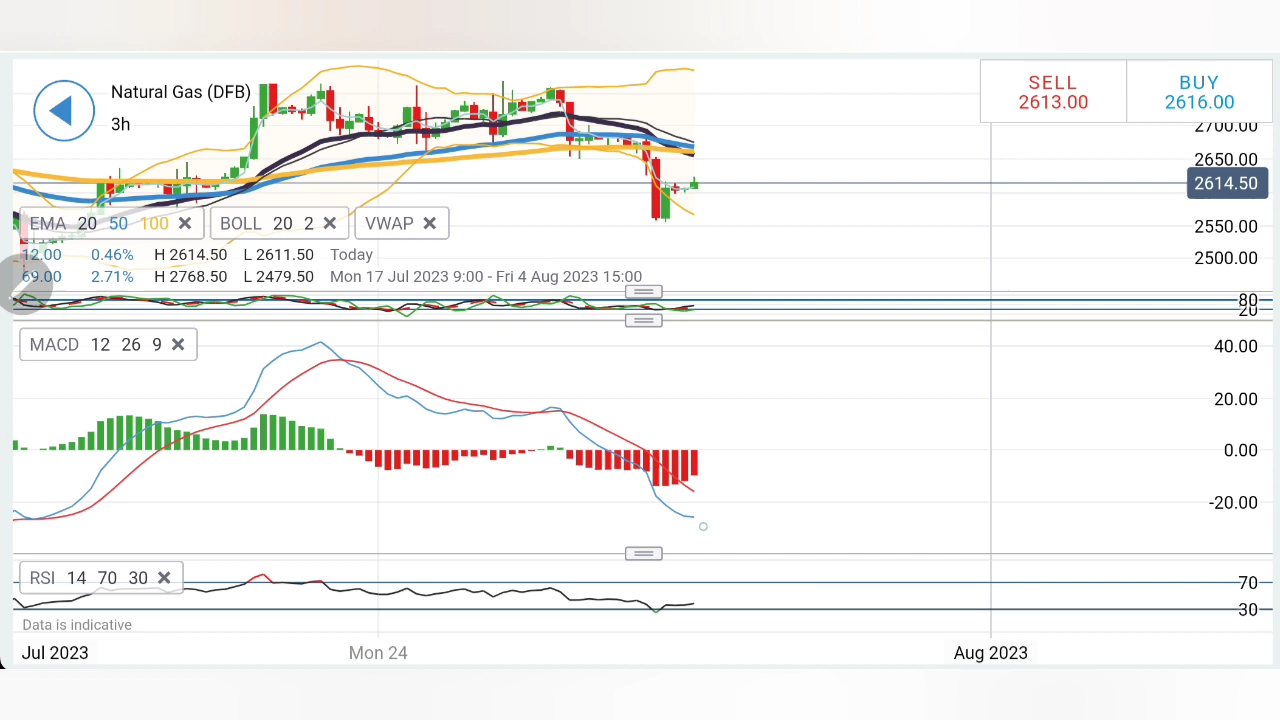 Natural Gas (DFB)
3h
SELL
2613.00
BUY
2616.00
2700.00
2650.00
2614.50
2550.00
2500.00
EMA 20 50 100
BOLL 20 2
VWAP
12.00 0.46% H 2614.50 L 2611.50 Today
69.00 2.71% H 2768.50 L 2479.50 Mon 17 Jul 2023 9:00 - Fri 4 Aug 2023 15:00
80
20
MACD 12 26 9
40.00
20.00
0.00
-20.00
RSI 14 70 30
70
30
Data is indicative
Jul 2023 Mon 24 Aug 2023